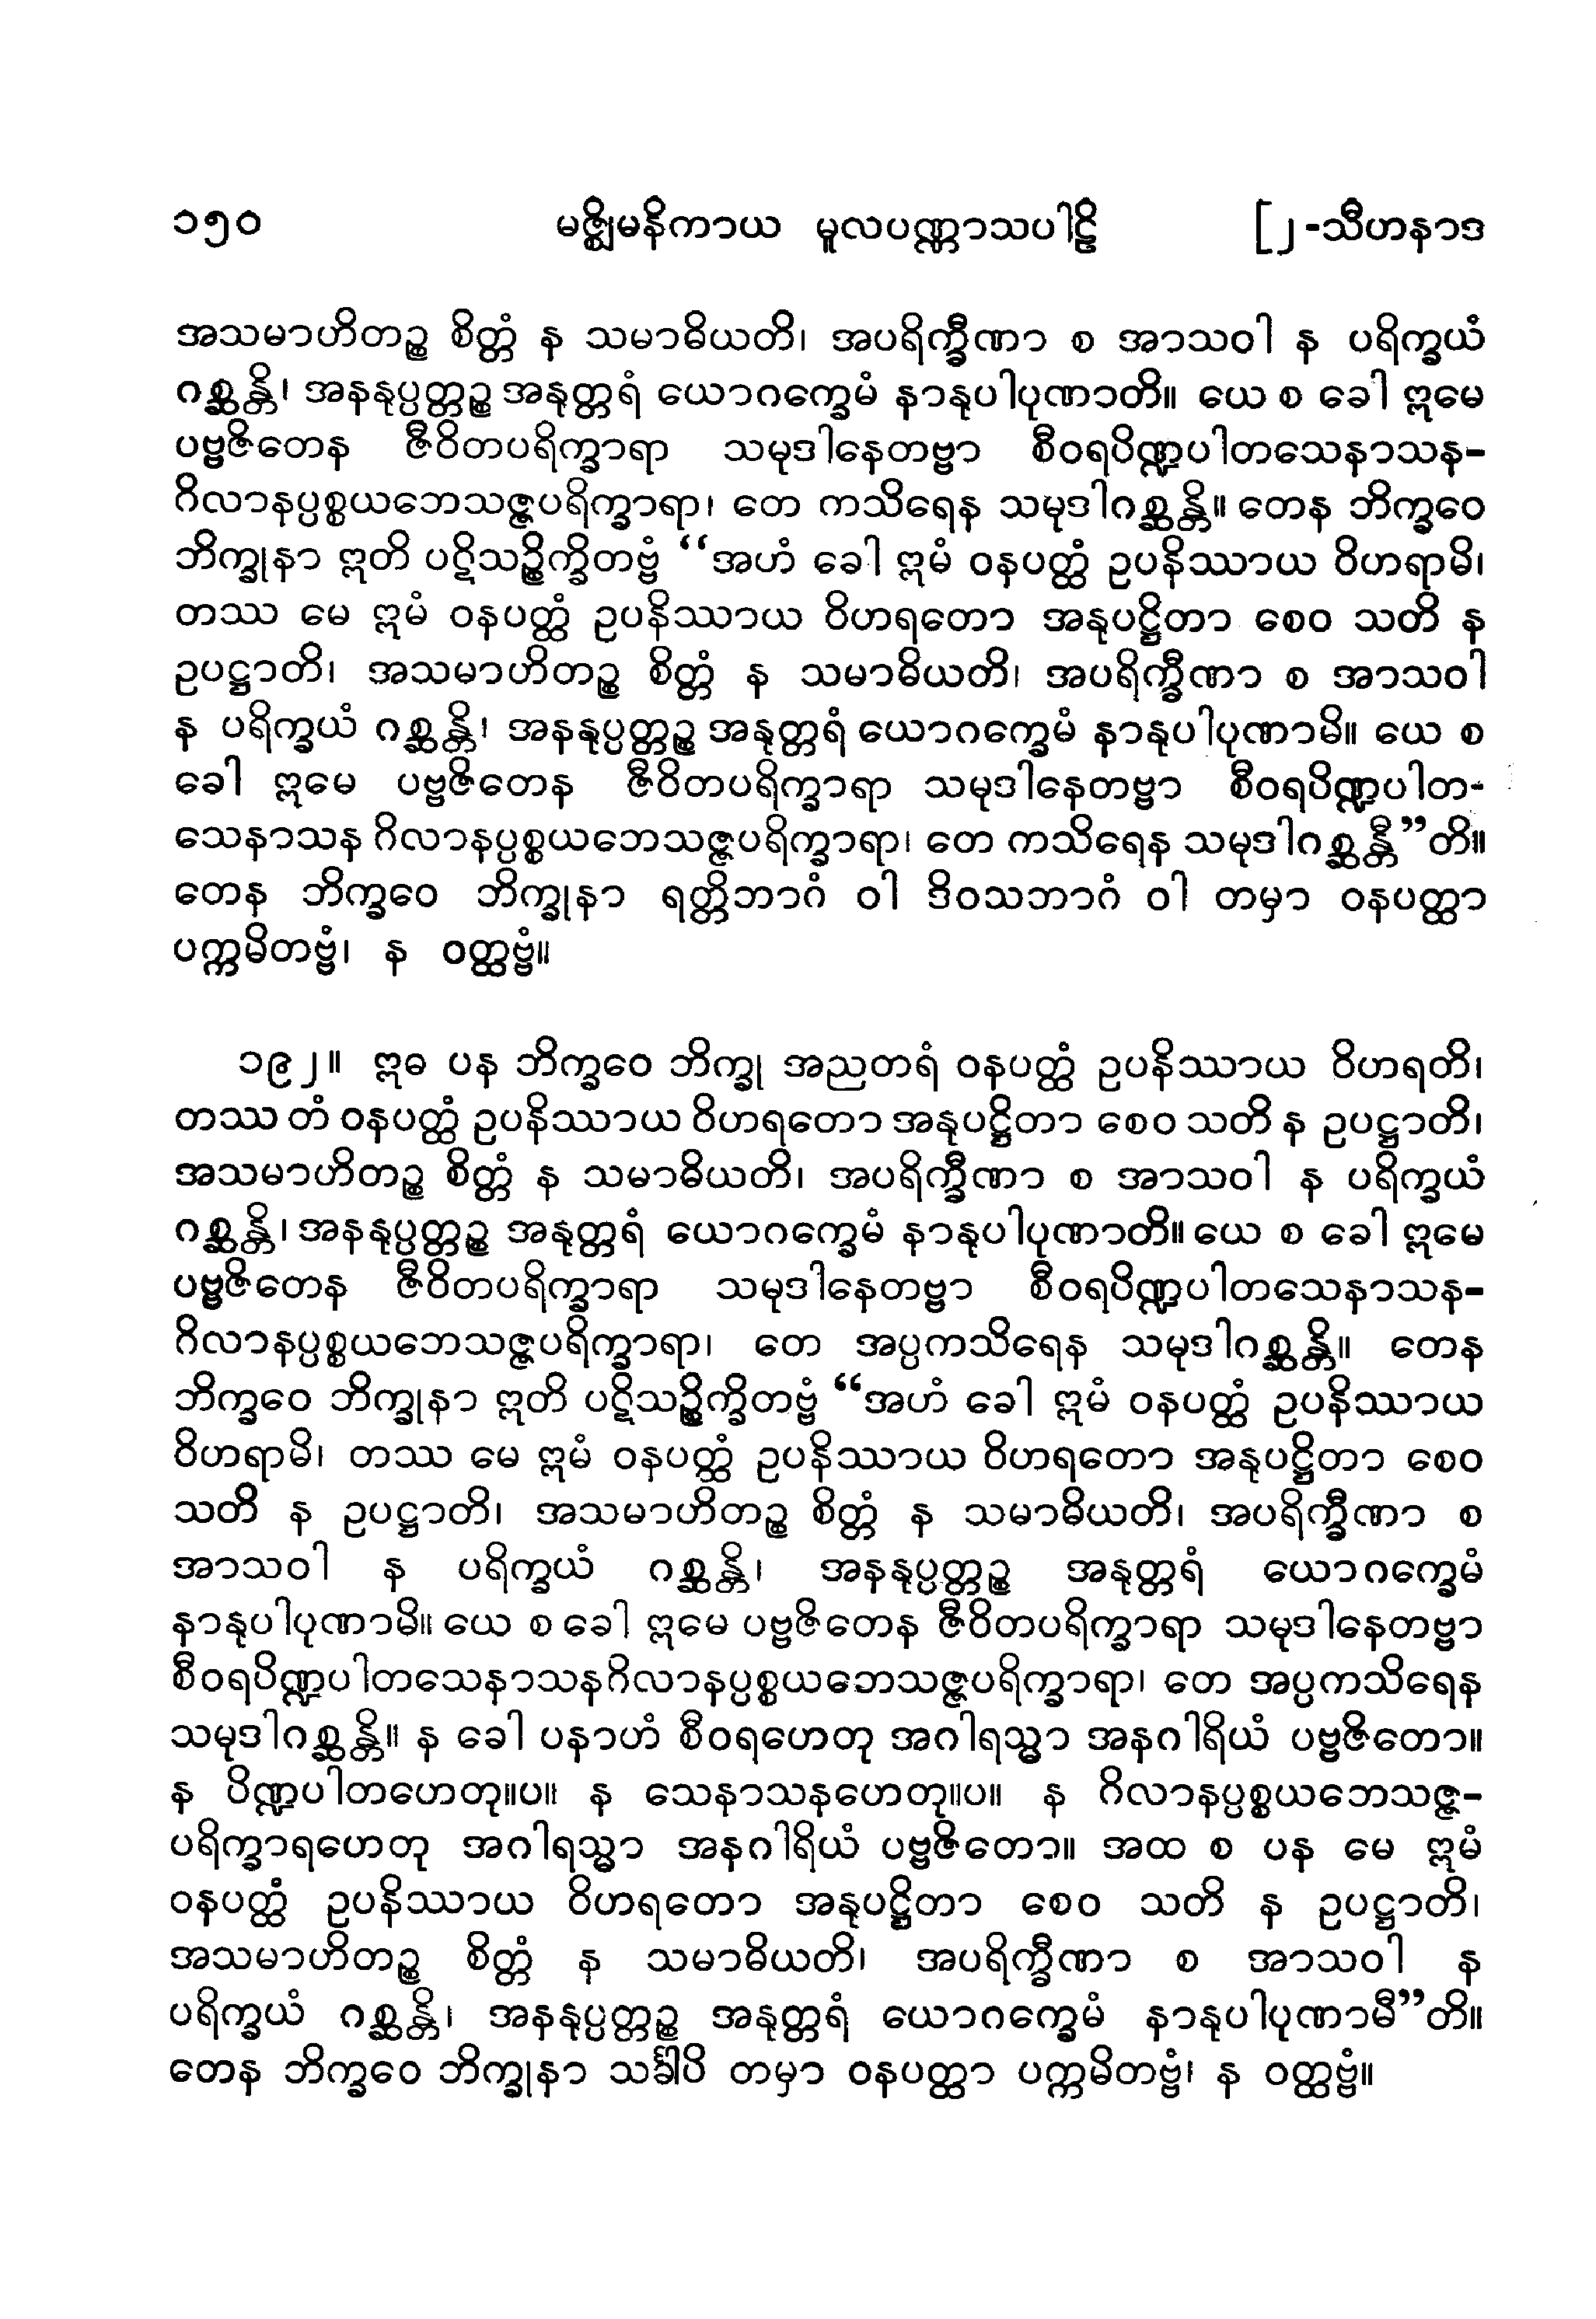 ၁၅၀ မဇ္ဈိမနိကာယ မူလပဏ္ဏာသပါဠိ [၂-သီဟနာဒ
အသမာဟိတဉ္စ စိတ္တံ န သမာဓိယတိ၊ အပရိက္ခီဏာ စ အာသဝါ န ပရိက္ခယံ
ဂစ္ဆန္တိ၊ အနနုပ္ပတ္တဉ္စ အနုတ္တရံ ယောဂက္ခေမံ နာနုပါပုဏာတိ။ ယေ စ ခေါ ဣမေ
ပဗ္ဗဇိတေန ဇီဝိတပရိက္ခာရာ သမုဒါနေတဗ္ဗာ စီဝရပိဏ္ဍပါတသေနာသန-
ဂိလာနပ္ပစ္စယဘေသဇ္ဇပရိက္ခာရာ၊ တေ ကသိရေန သမုဒါဂစ္ဆန္တိ။ တေန ဘိက္ခဝေ
ဘိက္ခုနာ ဣတိ ပဋိသဉ္စိက္ခိတဗ္ဗံ “အဟံ ခေါ ဣမံ ဝနပတ္ထံ ဥပနိဿာယ ဝိဟရာမိ၊
တဿ မေ ဣမံ ဝနပတ္ထံ ဥပနိဿာယ ဝိဟရတော အနုပဋ္ဌိတာ စေဝ သတိ န
ဥပဋ္ဌာတိ၊ အသမာဟိတဉ္စ စိတ္တံ န သမာဓိယတိ၊ အပရိက္ခီဏာ စ အာသဝါ
န ပရိက္ခယံ ဂစ္ဆန္တိ၊ အနနုပ္ပတ္တဉ္စ အနုတ္တရံ ယောဂက္ခေမံ နာနုပါပုဏာမိ။ ယေ စ
ခေါ ဣမေ ပဗ္ဗဇိတေန ဇီဝိတပရိက္ခာရာ သမုဒါနေတဗ္ဗာ စီဝရပိဏ္ဍပါတ-
သေနာသန ဂိလာနပ္ပစ္စယဘေသဇ္ဇပရိက္ခာရာ၊ တေ ကသိရေန သမုဒါဂစ္ဆန္တီ”တိ။
တေန ဘိက္ခဝေ ဘိက္ခုနာ ရတ္တိဘာဂံ ဝါ ဒိဝသဘာဂံ ဝါ တမှာ ဝနပတ္ထာ
ပက္ကမိတဗ္ဗံ၊ န ဝတ္ထဗ္ဗံ။
၁၉၂။ ဣဓ ပန ဘိက္ခဝေ ဘိက္ခု အညတရံ ဝနပတ္ထံ ဥပနိဿာယ ဝိဟရတိ၊
တဿ တံ ဝနပတ္ထံ ဥပနိဿာယ ဝိဟရတော အနုပဋ္ဌိတာ စေဝ သတိ န ဥပဋ္ဌာတိ၊
အသမာဟိတဉ္စ စိတ္တံ န သမာဓိယတိ၊ အပရိက္ခီဏာ စ အာသဝါ န ပရိက္ခယံ
ဂစ္ဆန္တိ၊ အနနုပ္ပတ္တဉ္စ အနုတ္တရံ ယောဂက္ခေမံ နာနုပါပုဏာတိ။ ယေ စ ခေါ ဣမေ
ပဗ္ဗဇိတေန ဇီဝိတပရိက္ခာရာ သမုဒါနေတဗ္ဗာ စီဝရပိဏ္ဍပါတသေနာသန-
ဂိလာနပ္ပစ္စယဘေသဇ္ဇပရိက္ခာရာ၊ တေ အပ္ပကသိရေန သမုဒါဂစ္ဆန္တိ။ တေန
ဘိက္ခဝေ ဘိက္ခုနာ ဣတိ ပဋိသဉ္စိက္ခိတဗ္ဗံ “အဟံ ခေါ ဣမံ ဝနပတ္ထံ ဥပနိဿာယ
ဝိဟရာမိ၊ တဿ မေ ဣမံ ဝနပတ္ထံ ဥပနိဿာယ ဝိဟရတော အနုပဋ္ဌိတာ စေဝ
သတိ န ဥပဋ္ဌာတိ၊ အသမာဟိတဉ္စ စိတ္တံ န သမာဓိယတိ၊ အပရိက္ခီဏာ စ
အာသဝါ န ပရိက္ခယံ ဂစ္ဆန္တိ၊ အနနုပ္ပတ္တဉ္စ အနုတ္တရံ ယောဂက္ခေမံ
နာနုပါပုဏာမိ။ ယေ စ ခေါ ဣမေ ပဗ္ဗဇိတေန ဇီဝိတပရိက္ခာရာ သမုဒါနေတဗ္ဗာ
စီဝရပိဏ္ဍပါတသေနာသနဂိလာနပ္ပစ္စယဘေသဇ္ဇပရိက္ခာရာ၊ တေ အပ္ပကသိရေန
သမုဒါဂစ္ဆန္တိ။ န ခေါ ပနာဟံ စီဝရဟေတု အဂါရသ္မာ အနဂါရိယံ ပဗ္ဗဇိတော။
န ပိဏ္ဍပါတဟေတု။ပ။ န သေနာသနဟေတု။ပ။ န ဂိလာနပ္ပစ္စယဘေသဇ္ဇ-
ပရိက္ခာရဟေတု အဂါရသ္မာ အနဂါရိယံ ပဗ္ဗဇိတော။ အထ စ ပန မေ ဣမံ
ဝနပတ္ထံ ဥပနိဿာယ ဝိဟရတော အနုပဋ္ဌိတာ စေဝ သတိ န ဥပဋ္ဌာတိ၊
အသမာဟိတဉ္စ စိတ္တံ န သမာဓိယတိ၊ အပရိက္ခီဏာ စ အာသဝါ န
ပရိက္ခယံ ဂစ္ဆန္တိ၊ အနနုပ္ပတ္တဉ္စ အနုတ္တရံ ယောဂက္ခေမံ နာနုပါပုဏာမီ”တိ။
တေန ဘိက္ခဝေ ဘိက္ခုနာ သင်္ခါပိ တမှာ ဝနပတ္ထာ ပက္ကမိတဗ္ဗံ၊ န ဝတ္ထဗ္ဗံ။